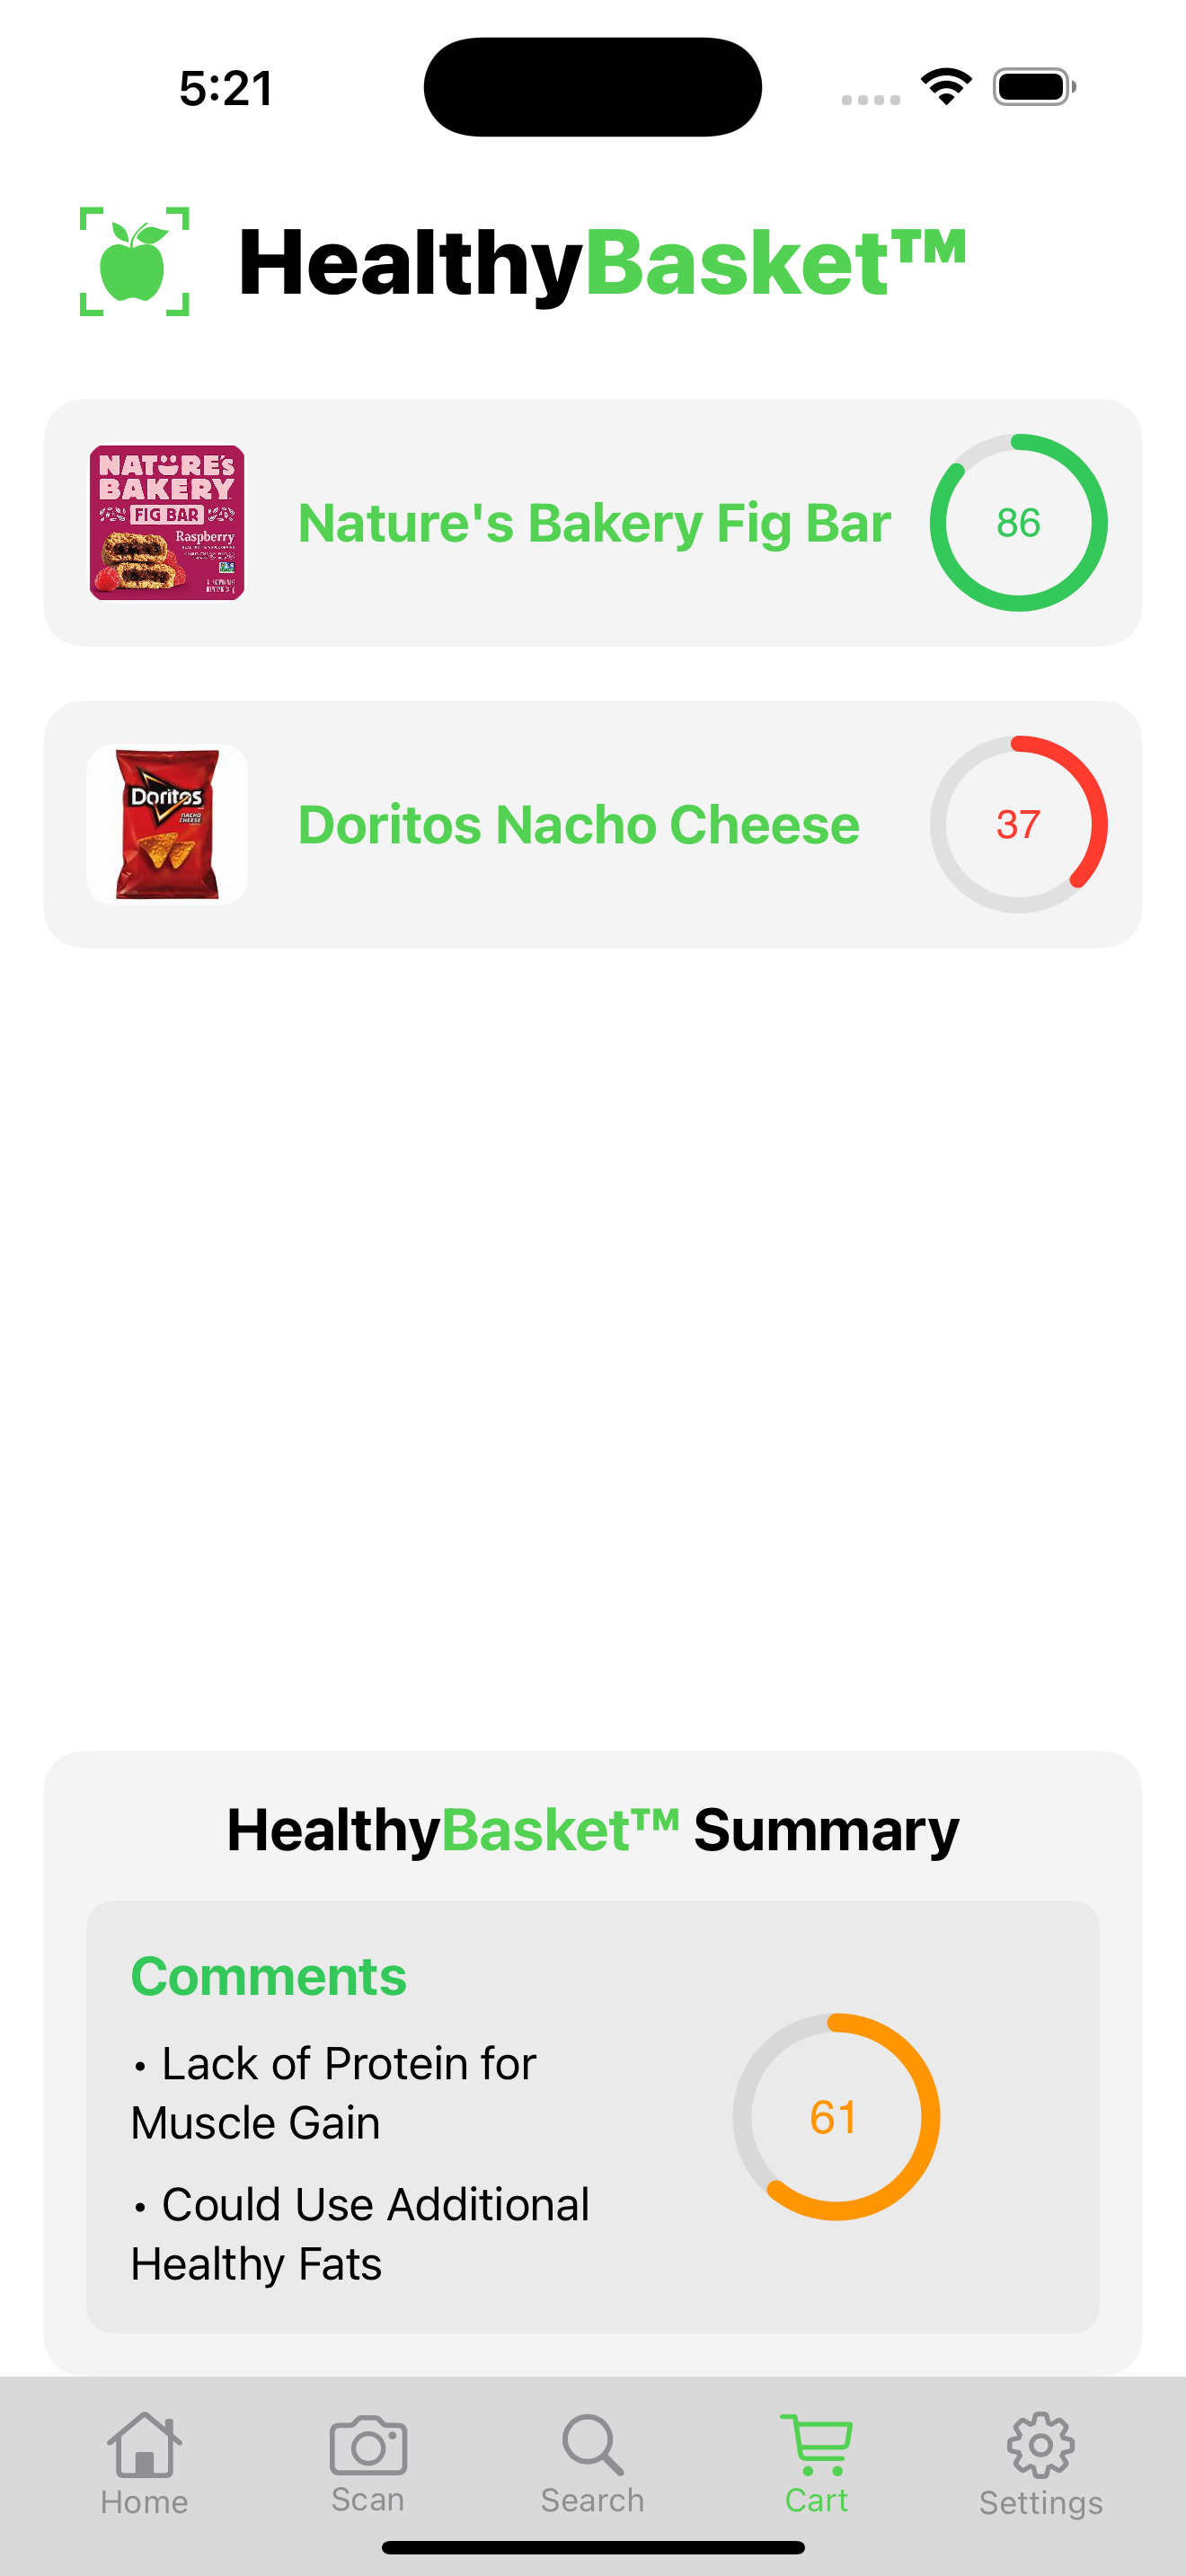 5:21
HealthyBasket™
NATURE's
BAKERY
FIG BAR
Raspberry
Nature's Bakery Fig Bar
86
Doritos
NACHO
CHEESE
Doritos Nacho Cheese
37
HealthyBasket™ Summary
Comments
• Lack of Protein for
Muscle Gain
• Could Use Additional
Healthy Fats
61
Home
Scan
Search
Cart
Settings